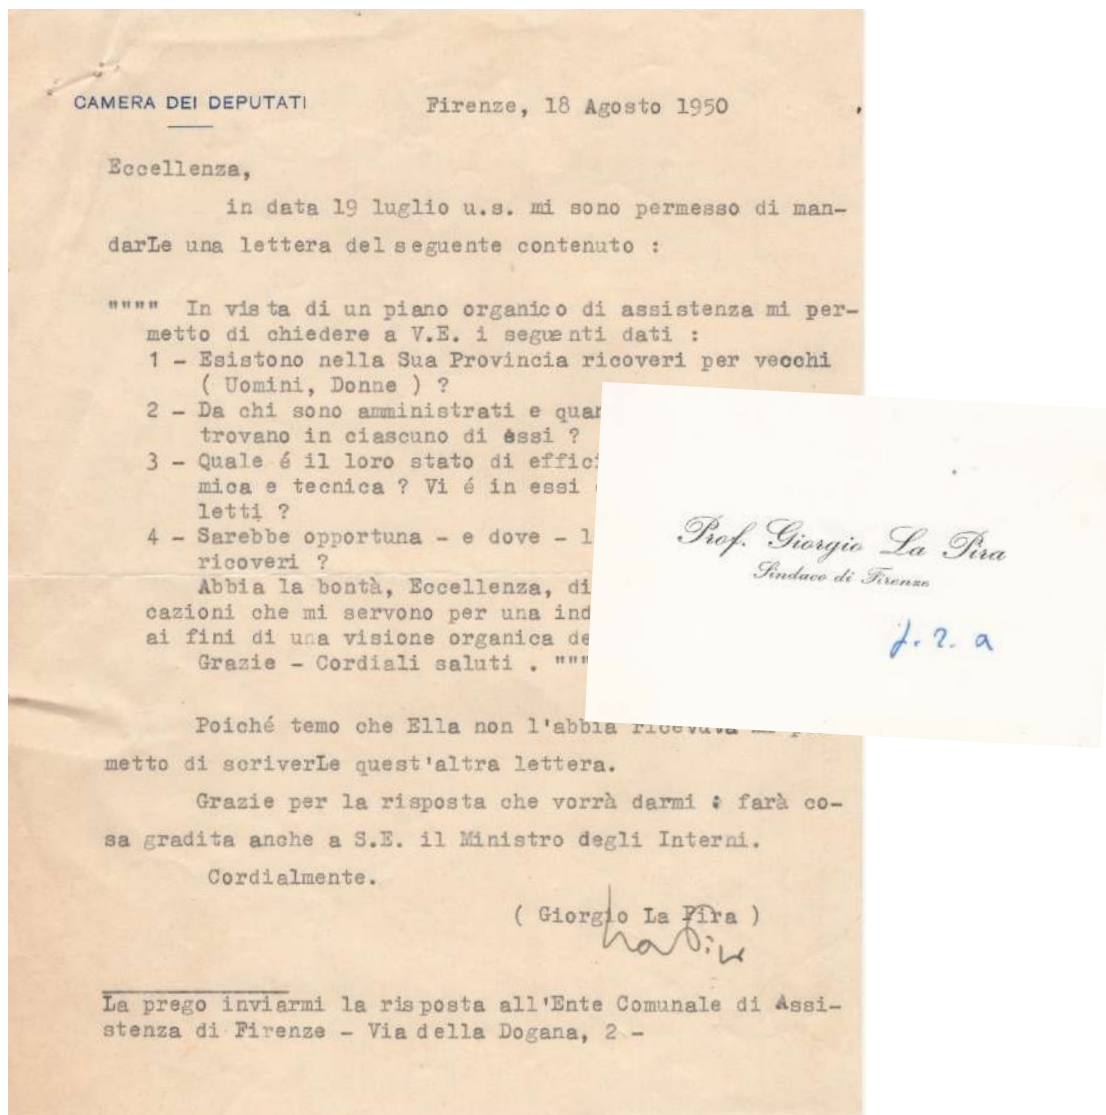 CAMERA DEI DEPUTATI
Firenze, 18 Agosto 1950
Eccellenza,
in data 19 luglio u.s. mi sono permesso di man-
darLe una lettera del seguente contenuto :
"""" In vista di un piano organico di assistenza mi per-
metto di chiedere a V.E. i seguenti dati :
1 - Esistono nella Sua Provincia ricoveri per vecchi
( Uomini, Donne ) ?
2 - Da chi sono amministrati e quan
trovano in ciascuno di essi ?
3 - Quale é il loro stato di effici
mica e tecnica ? Vi é in essi
letti ?
4 - Sarebbe opportuna - e dove - l
ricoveri ?
Abbia la bontà, Eccellenza, di
cazioni che mi servono per una ind
ai fini di una visione organica de
Grazie - Cordiali saluti . """
Poiché temo che Ella non l'abbia ricevuva mi p
metto di scriverLe quest'altra lettera.
Grazie per la risposta che vorrà darmi : farà co-
sa gradita anche a S.E. il Ministro degli Interni.
Cordialmente.
( Giorgio La Pira )
La Pira
La prego inviarmi la risposta all'Ente Comunale di Assi-
stenza di Firenze - Via della Dogana, 2 -
Prof. Giorgio La Pira
Sindaco di Firenze